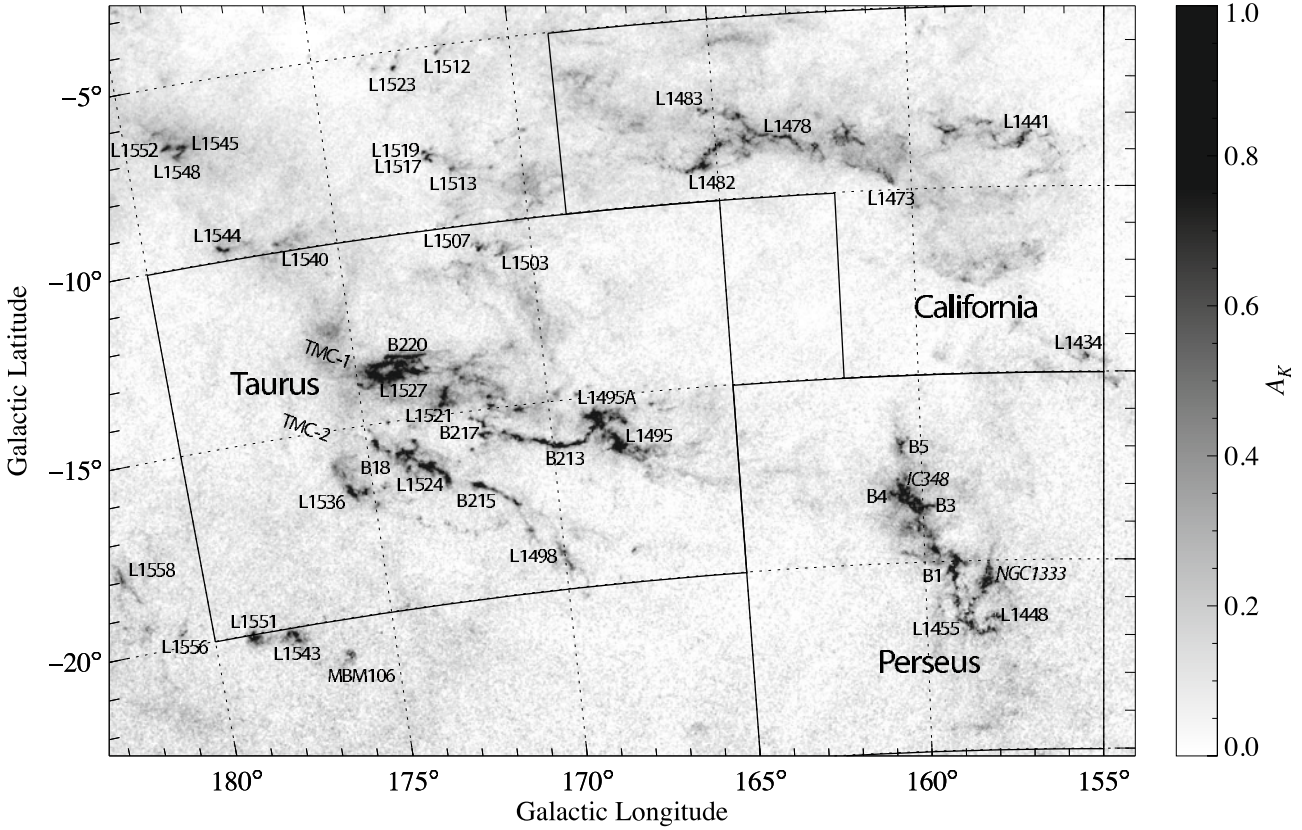 1.0
L1512
L1523
−5°
L1483
L1478
L1441
L1552
L1545
L1548
L1519
L1517
L1513
L1482
L1473
0.8
L1544
L1540
L1507
L1503
−10°
California
0.6
TMC-1
B220
L1434
Taurus
L1527
A_K
L1495A
L1521
TMC-2
B217
L1495
B213
B5
0.4
Galactic Latitude
−15°
B18
L1524
B215
L1536
IC348
B4
B3
L1498
L1558
B1
NGC1333
0.2
L1551
L1556
L1543
L1448
L1455
−20°
MBM106
Perseus
0.0
180°
175°
170°
165°
160°
155°
Galactic Longitude